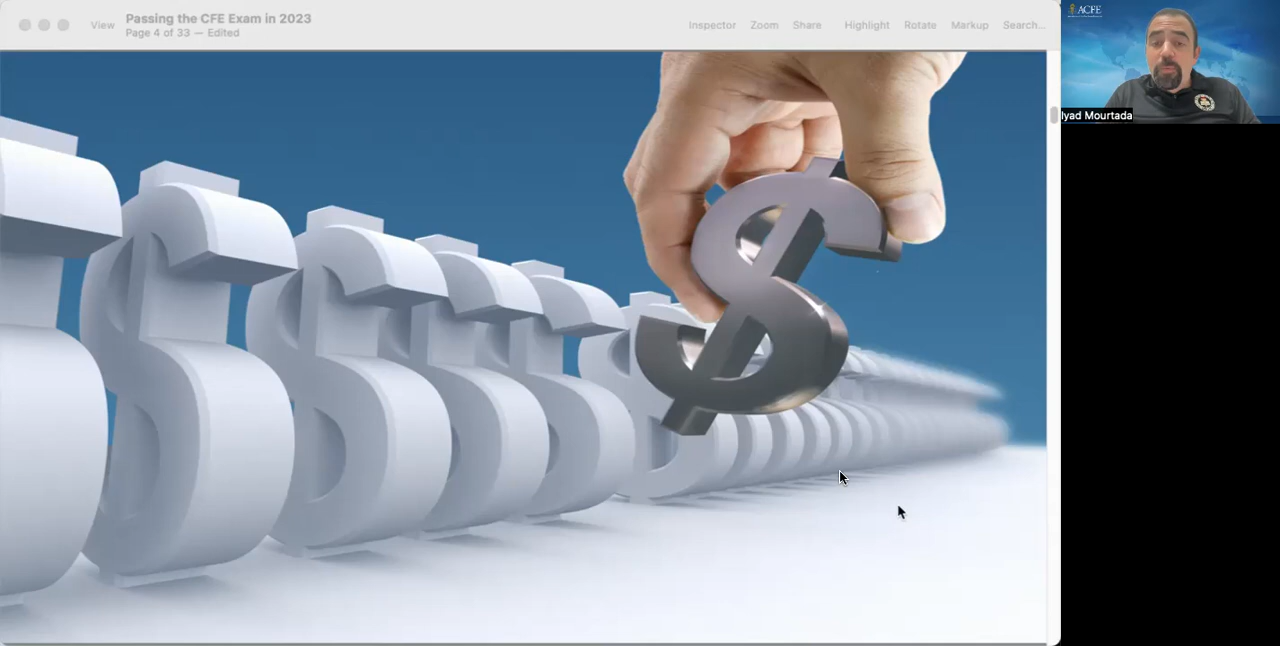 View
Passing the CFE Exam in 2023
Page 4 of 33 — Edited
Inspector Zoom Share Highlight Rotate Markup Search...
ACFE
Iyad Mourtada